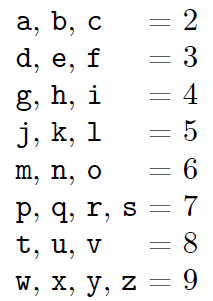 a, b, c = 2
d, e, f = 3
g, h, i = 4
j, k, l = 5
m, n, o = 6
p, q, r, s = 7
t, u, v = 8
w, x, y, z = 9